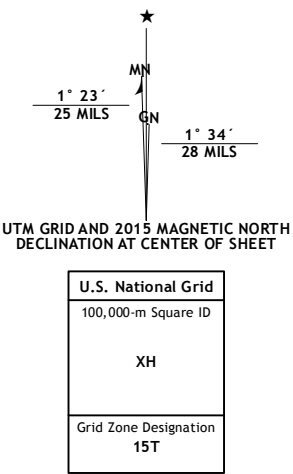 MN
1° 23´
25 MILS
GN
1° 34´
28 MILS
UTM GRID AND 2015 MAGNETIC NORTH
DECLINATION AT CENTER OF SHEET
U.S. National Grid
100,000-m Square ID
XH
Grid Zone Designation
15T